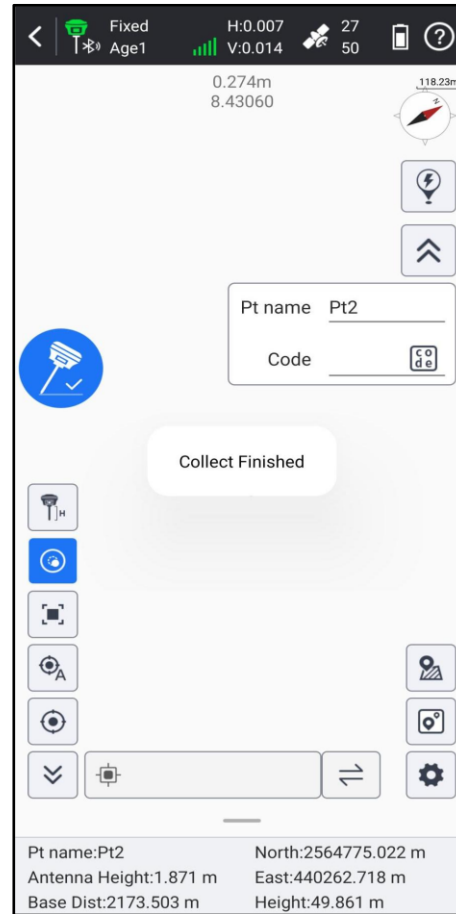 Fixed H:0.007 27
Age1 V:0.014 50
0.274m
8.43060
118.23m
N
Pt name Pt2
Code code
Collect Finished
H
A
Pt name:Pt2 North:2564775.022 m
Antenna Height:1.871 m East:440262.718 m
Base Dist:2173.503 m Height:49.861 m